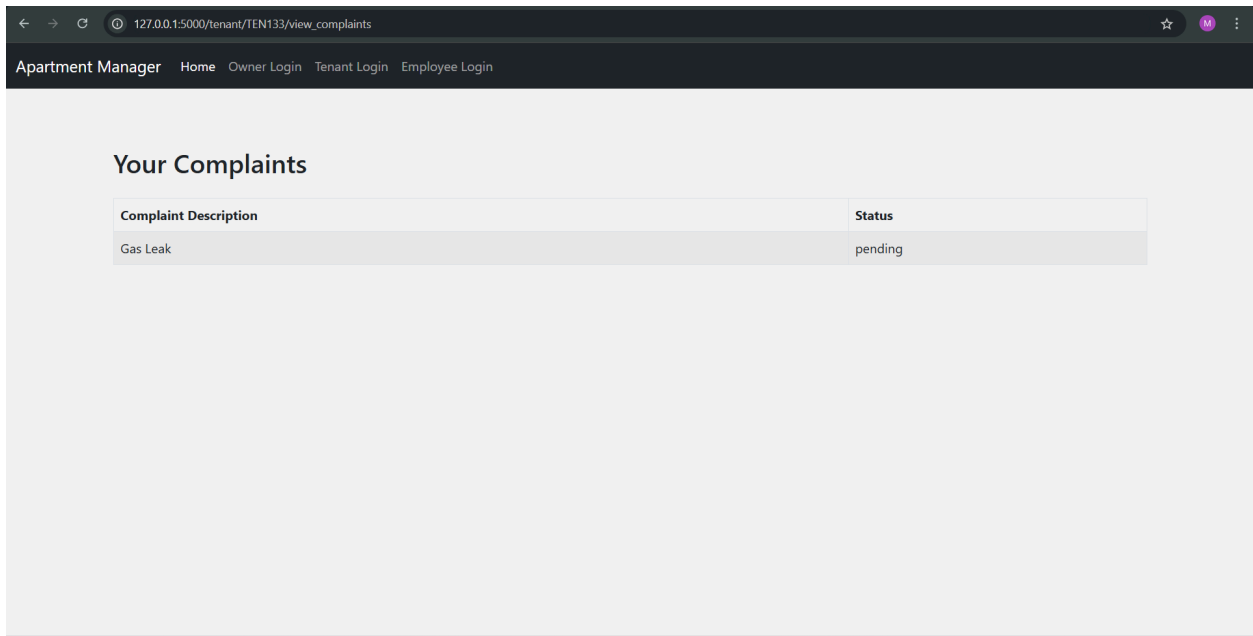 127.0.0.1:5000/tenant/TEN133/view_complaints M
Apartment Manager Home Owner Login Tenant Login Employee Login
Your Complaints
Complaint Description Status
Gas Leak pending